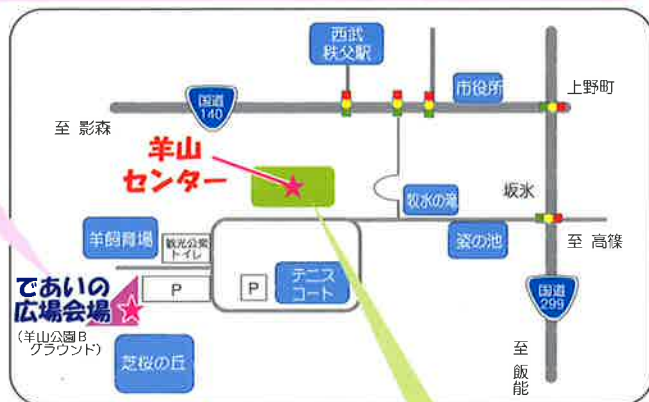 西武
秩父駅
国道
140
市役所
上野町
至 影森
羊山
センター
牧水の滝
坂氷
羊飼育場
観光公衆
トイレ
姿の池
至 高篠
であいの
広場会場
(羊山公園B
グラウンド)
P
P
テニス
コート
国道
299
芝桜の丘
至 飯能